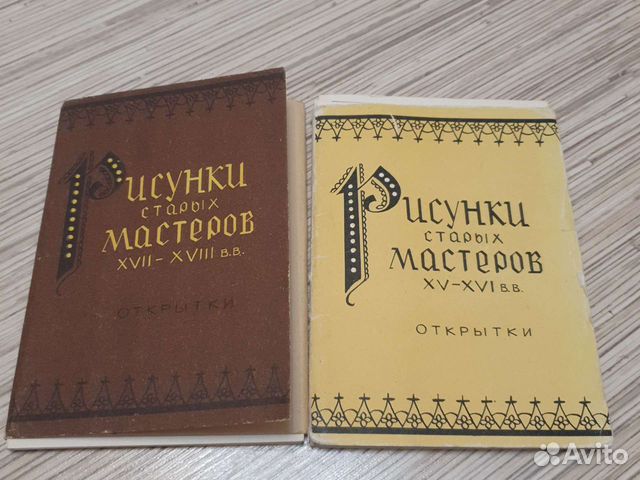 Рисунки
старых
мастеров
XVII-XVIII в.в.
открытки
Рисунки
старых
мастеров
XV-XVI в.в.
открытки
Avito